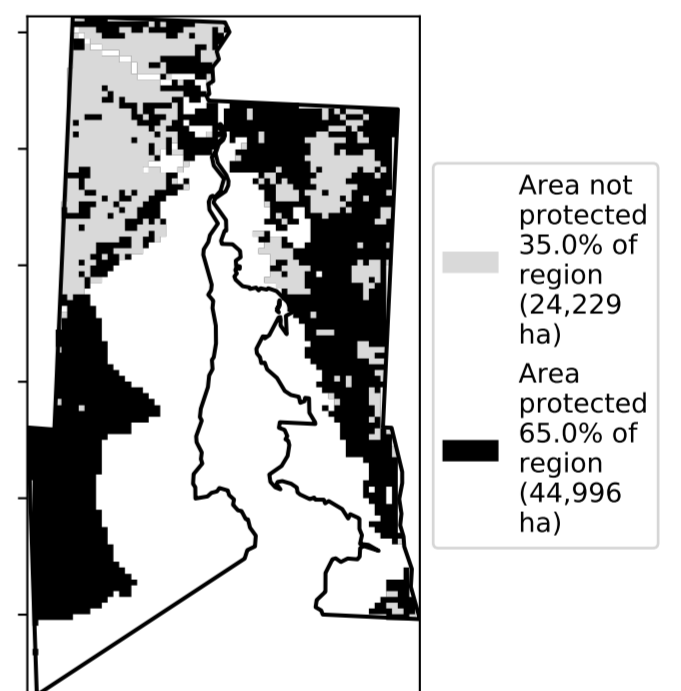 Area not
protected
35.0% of
region
(24,229
ha)
Area
protected
65.0% of
region
(44,996
ha)